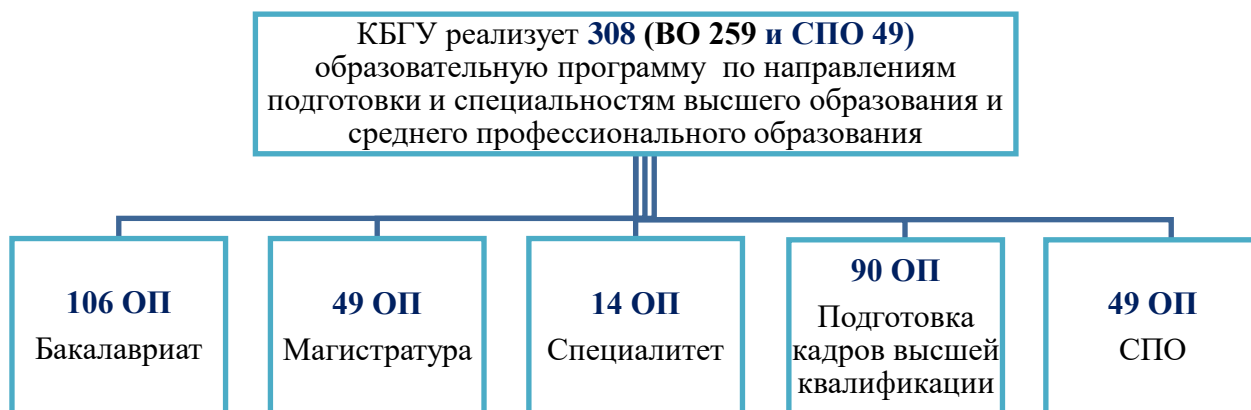 КБГУ реализует 308 (ВО 259 и СПО 49)
образовательную программу по направлениям
подготовки и специальностям высшего образования и
среднего профессионального образования
106 ОП
Бакалавриат
49 ОП
Магистратура
14 ОП
Специалитет
90 ОП
Подготовка
кадров высшей
квалификации
49 ОП
СПО